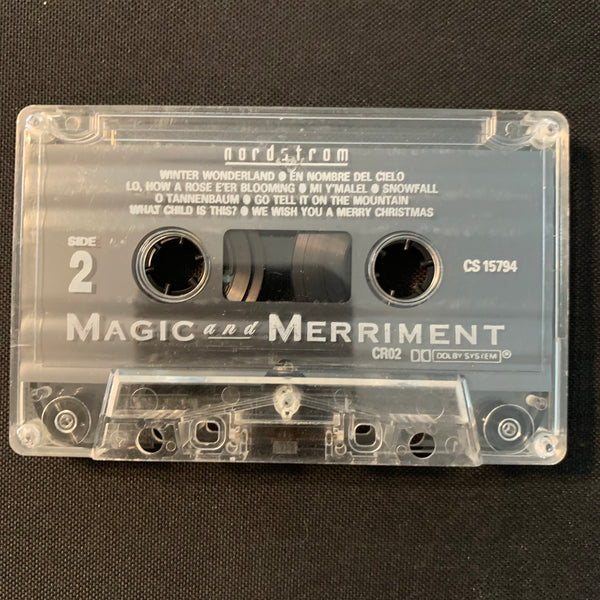 nordstrom
WINTER WONDERLAND ● EN NOMBRE DEL CIELO
LO, HOW A ROSE E'ER BLOOMING ● MI Y'MALEL ● SNOWFALL
O TANNENBAUM ● GO TELL IT ON THE MOUNTAIN
WHAT CHILD IS THIS? ● WE WISH YOU A MERRY CHRISTMAS
SIDE
2
CS 15794
MAGIC and MERRIMENT
CR02 DOLBY SYSTEM ®